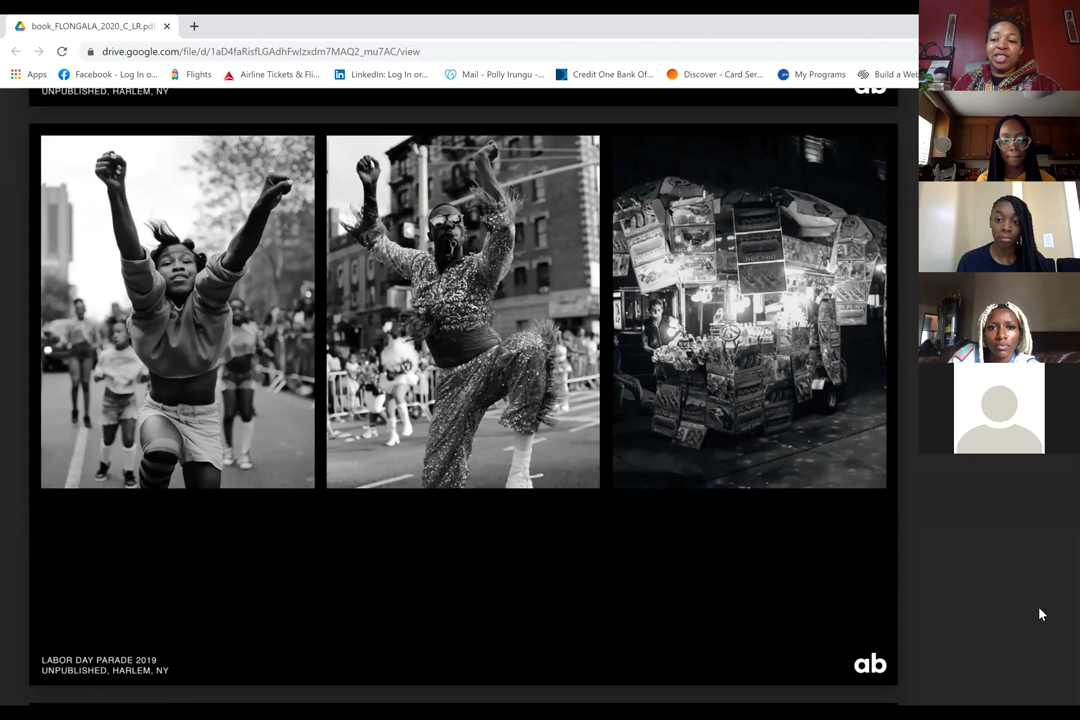 book_FLONGALA_2020_C_LR.pdf
drive.google.com/file/d/1aD4faRisfLGAdhFwIzxdm7MAQ2_mu7AC/view
Apps Facebook - Log In o... Flights Airline Tickets & Fli... LinkedIn: Log In or... Mail - Polly Irungu -... Credit One Bank Of... Discover - Card Ser... My Programs Build a Web
UNPUBLISHED, HARLEM, NY
ab
HOT DOG
LABOR DAY PARADE 2019
UNPUBLISHED, HARLEM, NY
ab